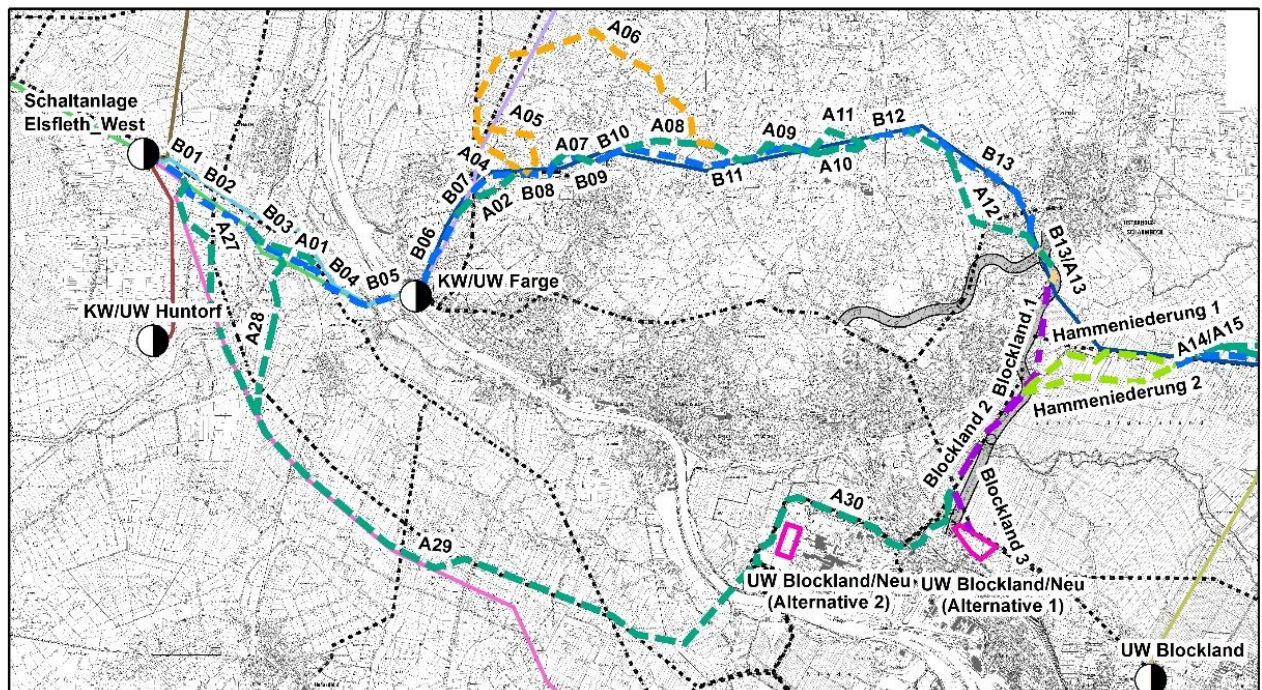 A06
Schaltanlage
Elsfleth_West
B01
B02
B03
A01
B04
B05
A27
A28
KW/UW Huntorf
KW/UW Farge
B06
B07
A04
A02
A05
B08
A07
B09
B10
A08
B11
A09
A11
A10
B12
B13
A12
B13/A13
Hammeniederung 1
A14/A15
Hammeniederung 2
Blockland 1
Blockland 2
Blockland 3
A30
A29
UW Blockland/Neu
(Alternative 2)
UW Blockland/Neu
(Alternative 1)
UW Blockland